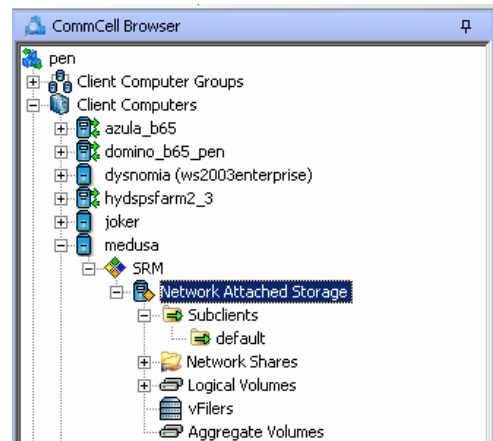 CommCell Browser
pen
Client Computer Groups
Client Computers
azula_b65
domino_b65_pen
dysnomia (ws2003enterprise)
hydspsfarm2_3
joker
medusa
SRM
Network Attached Storage
Subclients
default
Network Shares
Logical Volumes
vFilers
Aggregate Volumes